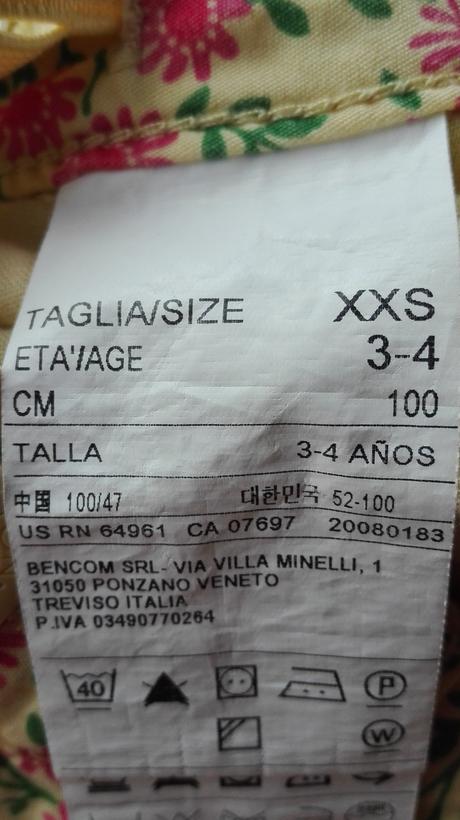 TAGLIA/SIZE XXS
ETA'/AGE 3-4
CM 100
TALLA 3-4 AÑOS
中國 100/47 대한민국 52-100
US RN 64961 CA 07697 20080183
BENCOM SRL-VIA VILLA MINELLI, 1
31050 PONZANO VENETO
TREVISO ITALIA
P.IVA 03490770264
40 P
W